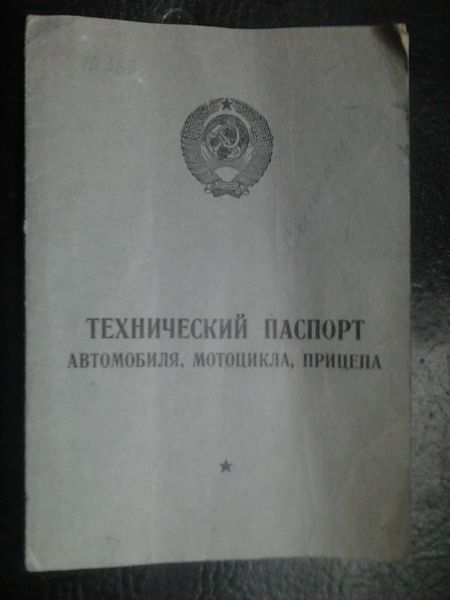 ТЕХНИЧЕСКИЙ ПАСПОРТ
АВТОМОБИЛЯ, МОТОЦИКЛА, ПРИЦЕПА